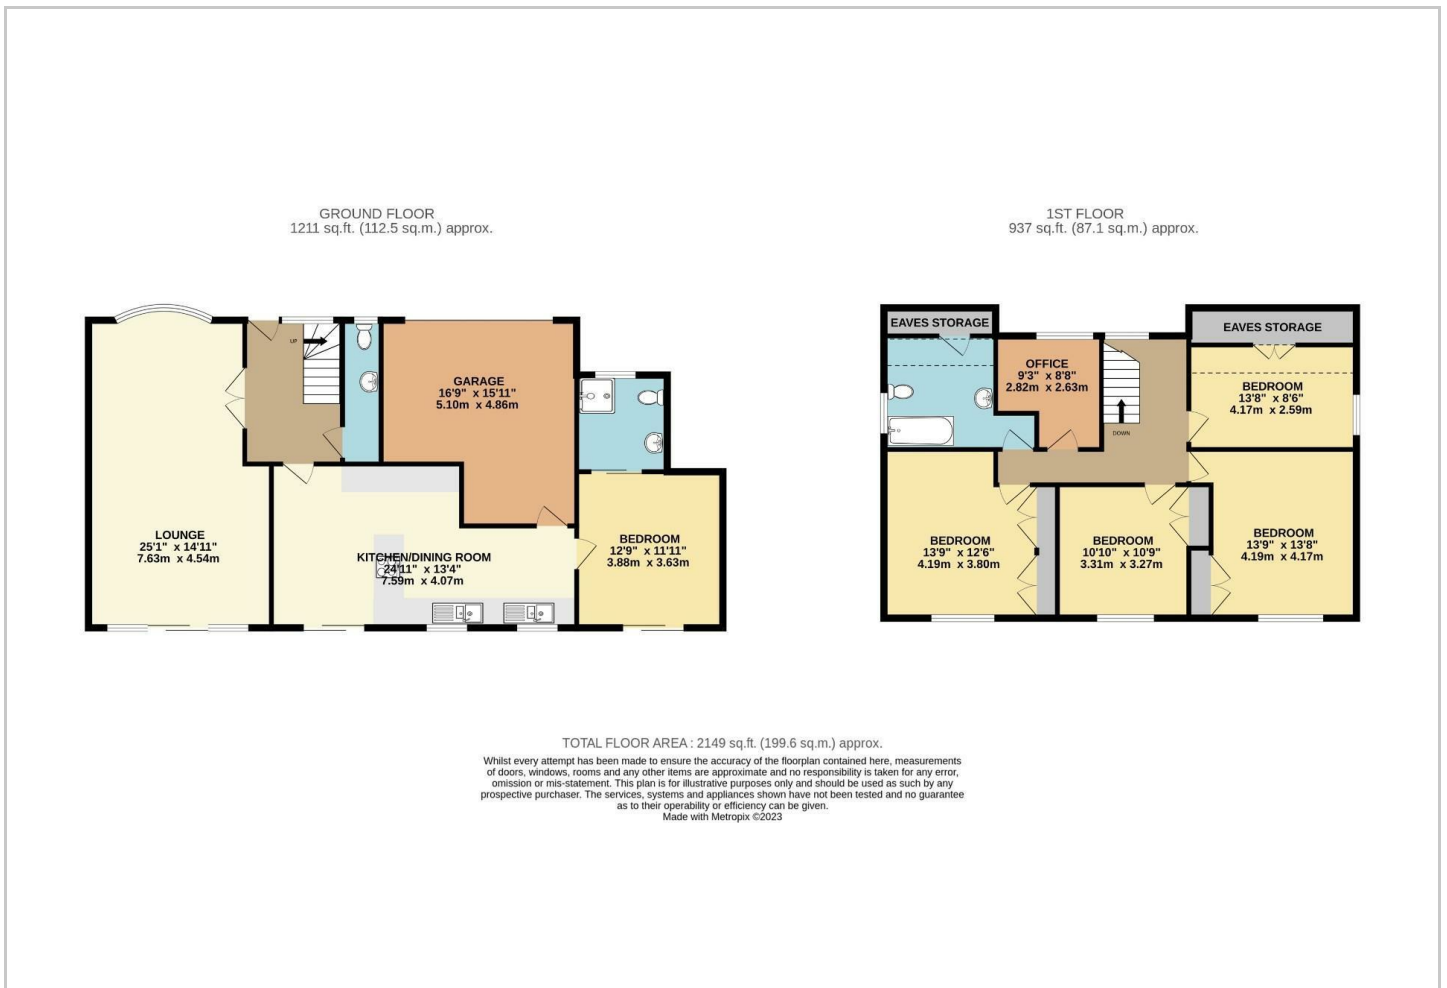 GROUND FLOOR
1211 sq.ft. (112.5 sq.m.) approx.
UP
GARAGE
16'9" x 15'11"
5.10m x 4.86m
LOUNGE
25'1" x 14'11"
7.63m x 4.54m
KITCHEN/DINING ROOM
24'11" x 13'4"
7.59m x 4.07m
BEDROOM
12'9" x 11'11"
3.88m x 3.63m
1ST FLOOR
937 sq.ft. (87.1 sq.m.) approx.
EAVES STORAGE
EAVES STORAGE
OFFICE
9'3" x 8'8"
2.82m x 2.63m
BEDROOM
13'8" x 8'6"
4.17m x 2.59m
DOWN
BEDROOM
13'9" x 12'6"
4.19m x 3.80m
BEDROOM
10'10" x 10'9"
3.31m x 3.27m
BEDROOM
13'9" x 13'8"
4.19m x 4.17m
TOTAL FLOOR AREA : 2149 sq.ft. (199.6 sq.m.) approx.
Whilst every attempt has been made to ensure the accuracy of the floorplan contained here, measurements
of doors, windows, rooms and any other items are approximate and no responsibility is taken for any error,
omission or mis-statement. This plan is for illustrative purposes only and should be used as such by any
prospective purchaser. The services, systems and appliances shown have not been tested and no guarantee
as to their operability or efficiency can be given.
Made with Metropix ©2023